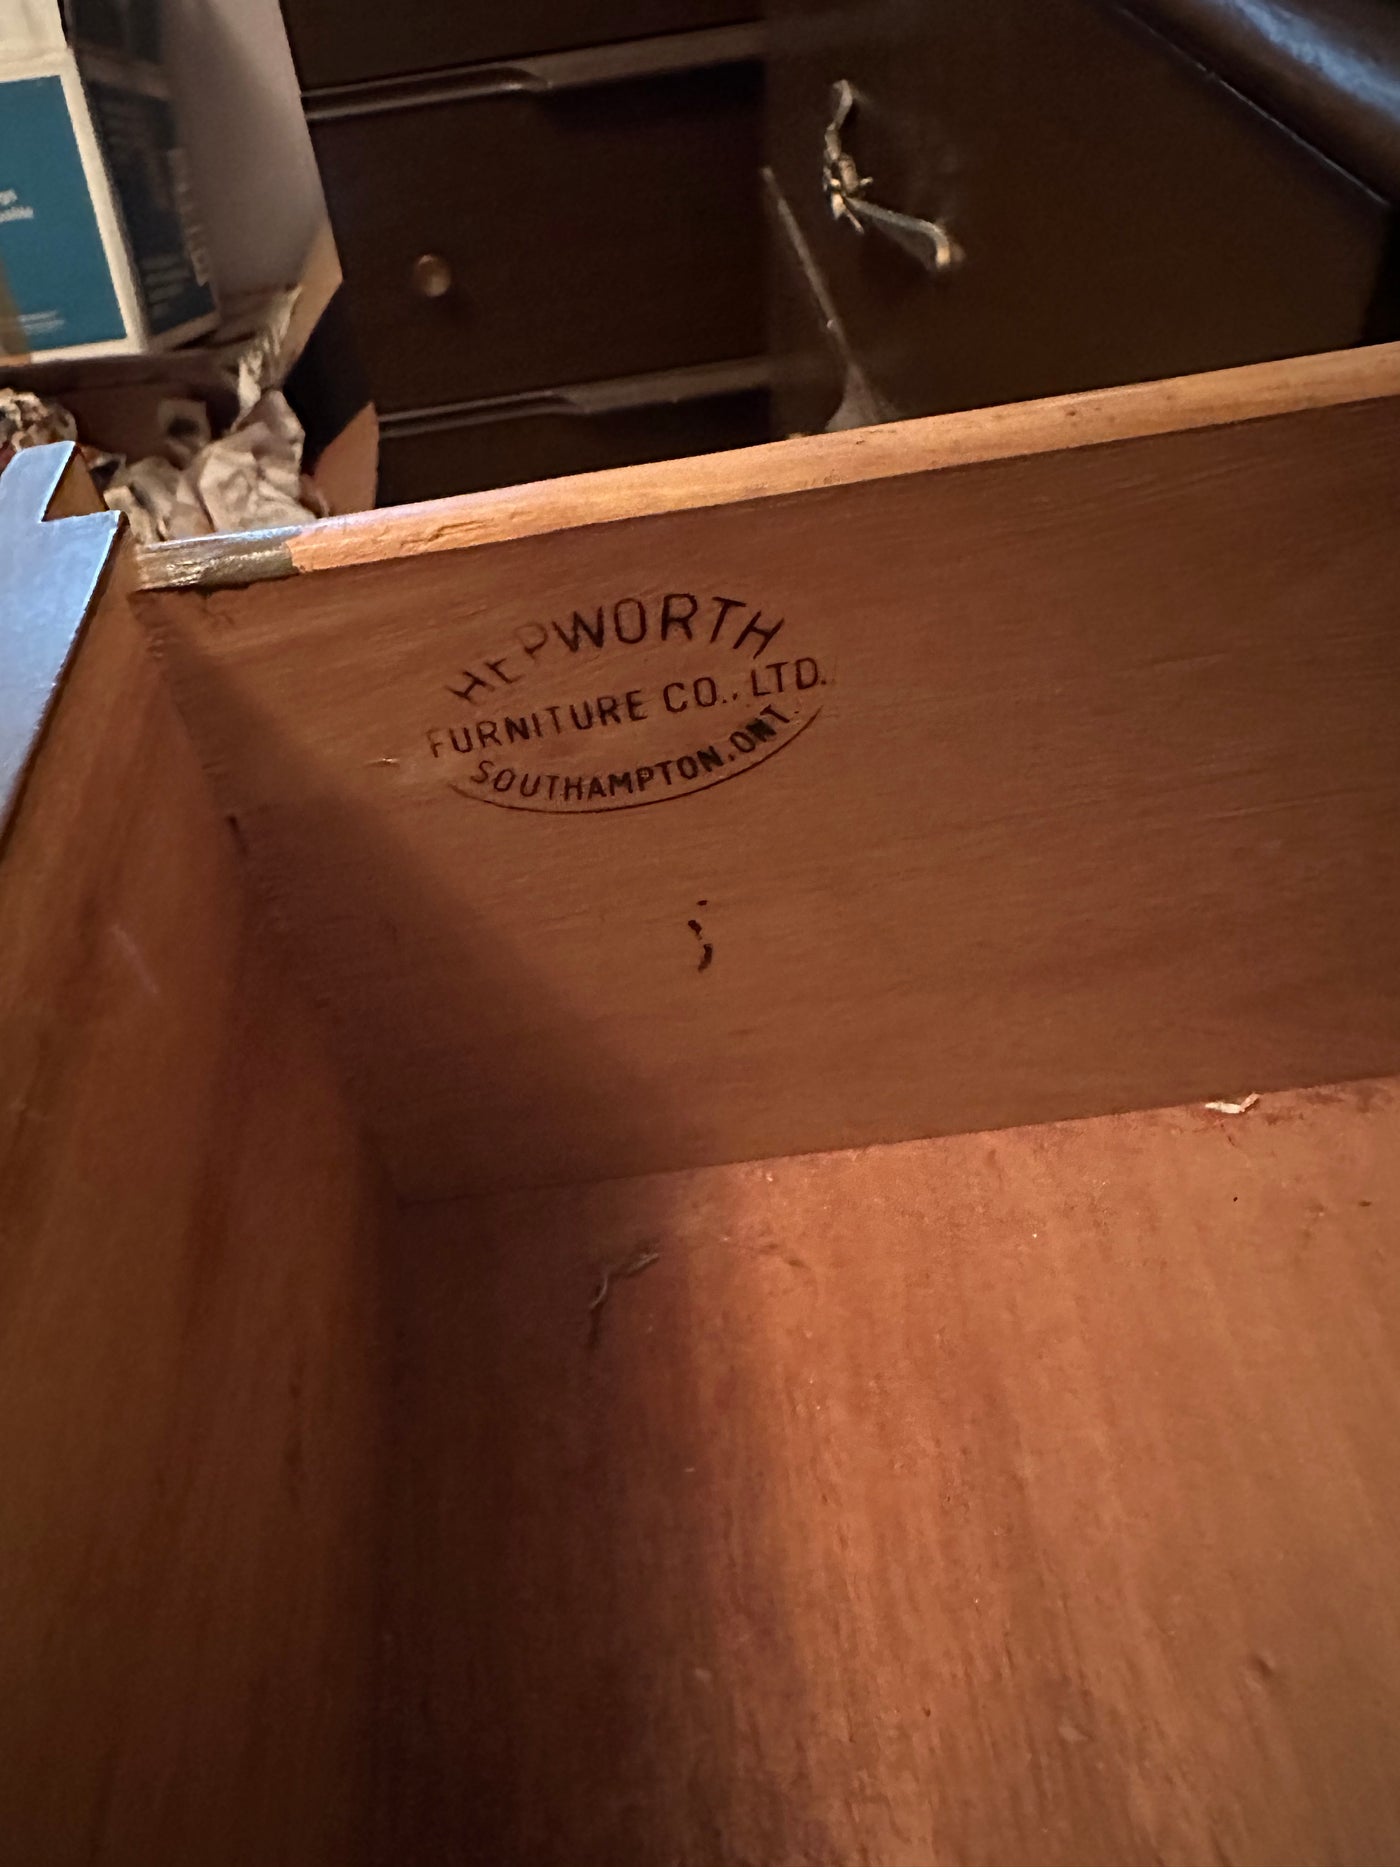 HEPWORTH
FURNITURE CO., LTD.
SOUTHAMPTON, ONT.